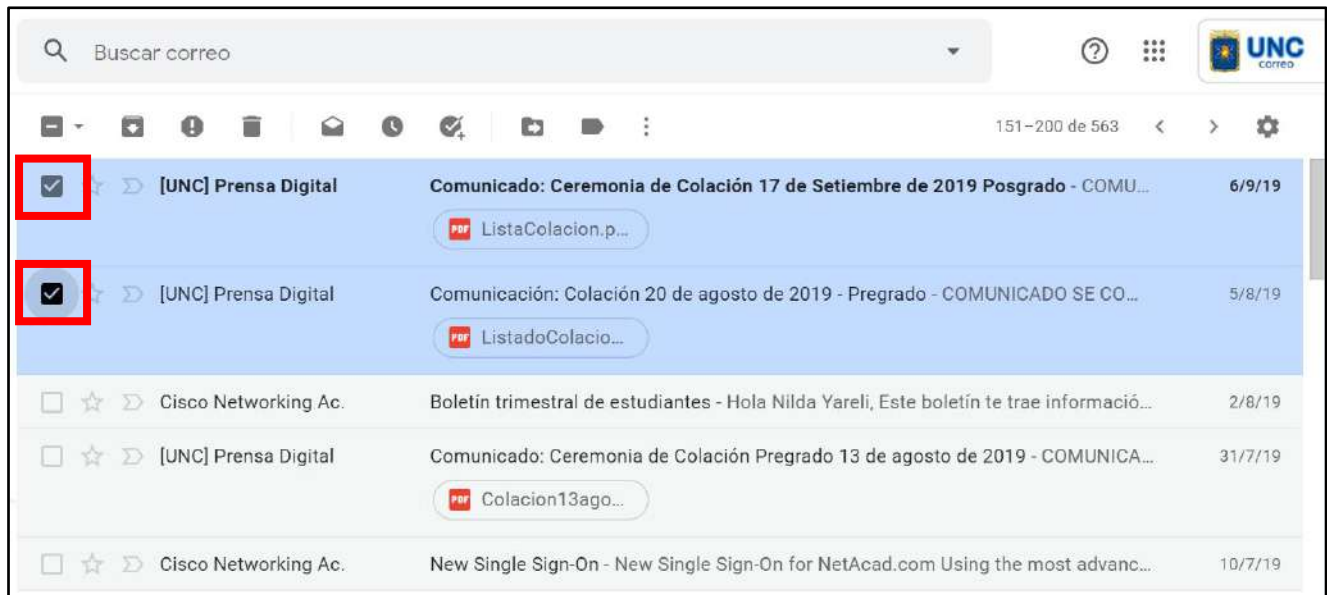 Buscar correo
UNC
correo
151–200 de 563
[UNC] Prensa Digital Comunicado: Ceremonia de Colación 17 de Setiembre de 2019 Posgrado - COMU... 6/9/19
PDF ListaColacion.p...
[UNC] Prensa Digital Comunicación: Colación 20 de agosto de 2019 - Pregrado - COMUNICADO SE CO... 5/8/19
PDF ListadoColacio...
Cisco Networking Ac. Boletín trimestral de estudiantes - Hola Nilda Yareli, Este boletín te trae informació... 2/8/19
[UNC] Prensa Digital Comunicado: Ceremonia de Colación Pregrado 13 de agosto de 2019 - COMUNICA... 31/7/19
PDF Colacion13ago...
Cisco Networking Ac. New Single Sign-On - New Single Sign-On for NetAcad.com Using the most advanc... 10/7/19